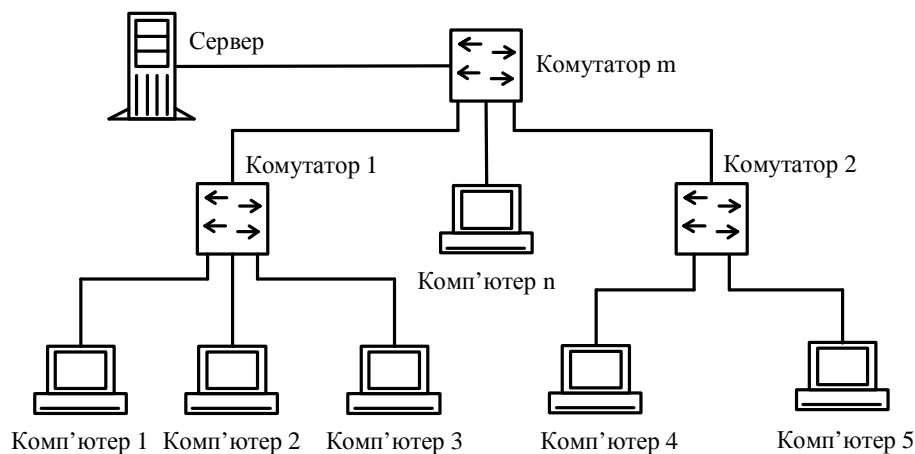 Сервер
Комутатор m
Комутатор 1
Комутатор 2
Комп’ютер n
Комп’ютер 1
Комп’ютер 2
Комп’ютер 3
Комп’ютер 4
Комп’ютер 5